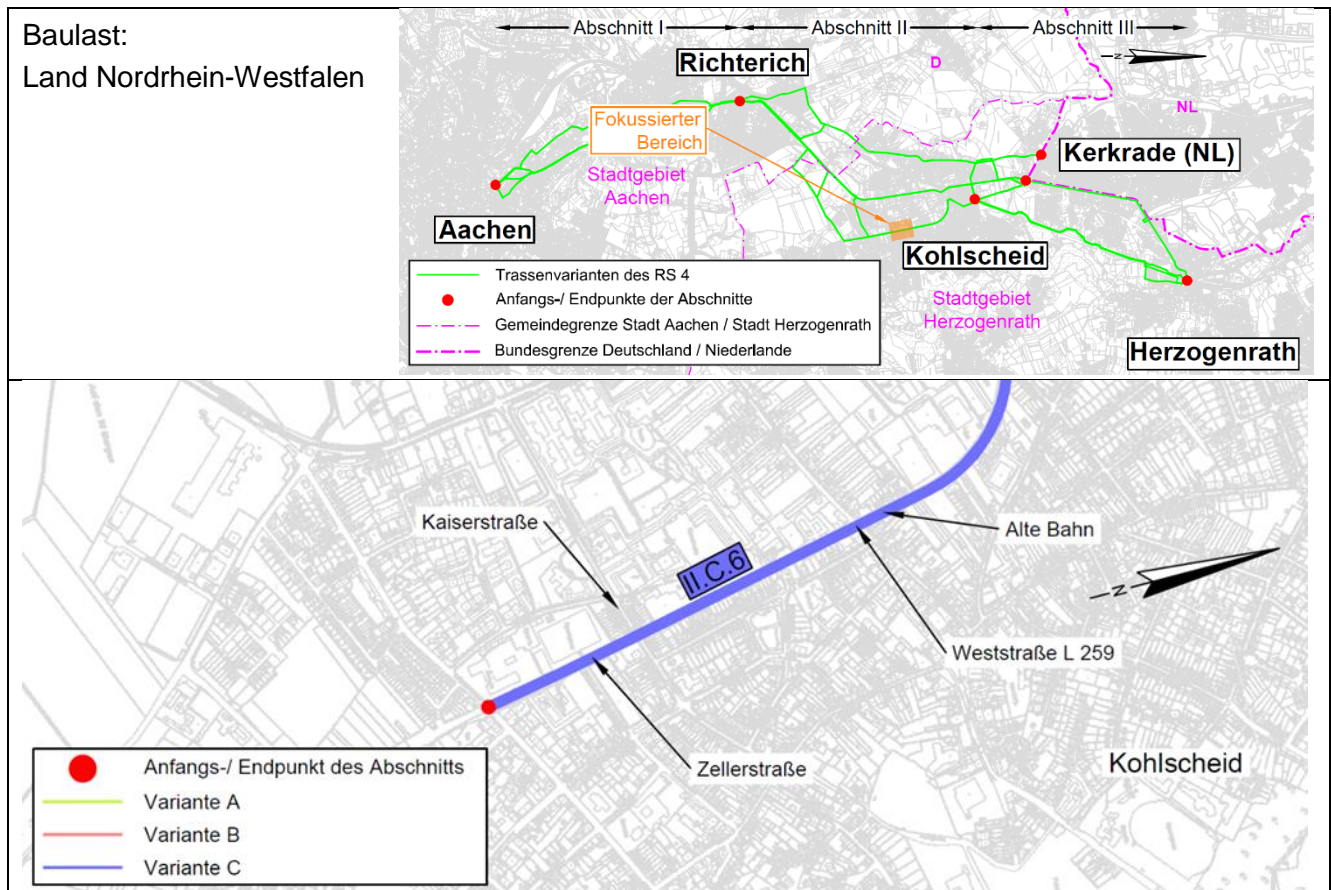 Baulast:
Land Nordrhein-Westfalen
Abschnitt I
Abschnitt II
Abschnitt III
Richterich
D
N
NL
Fokussierter
Bereich
Kerkrade (NL)
Stadtgebiet
Aachen
Aachen
Kohlscheid
Trassenvarianten des RS 4
Anfangs-/ Endpunkte der Abschnitte
Stadtgebiet
Herzogenrath
Gemeindegrenze Stadt Aachen / Stadt Herzogenrath
Bundesgrenze Deutschland / Niederlande
Herzogenrath
Kaiserstraße
II.C.6
Alte Bahn
N
Weststraße L 259
Zellerstraße
Kohlscheid
Anfangs-/ Endpunkt des Abschnitts
Variante A
Variante B
Variante C